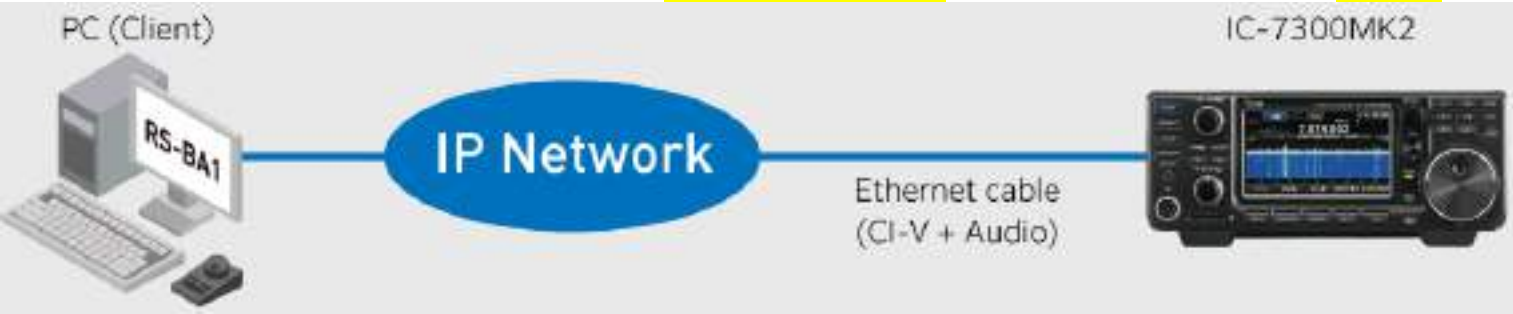 PC (Client)
IC-7300MK2
RS-BA1
IP Network
Ethernet cable
(CI-V + Audio)